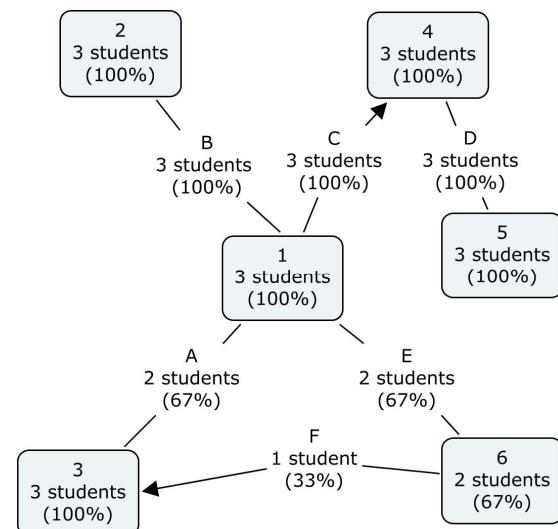 2
3 students
(100%)
4
3 students
(100%)
B
3 students
(100%)
C
3 students
(100%)
D
3 students
(100%)
1
3 students
(100%)
5
3 students
(100%)
A
2 students
(67%)
E
2 students
(67%)
F
1 student
(33%)
3
3 students
(100%)
6
2 students
(67%)